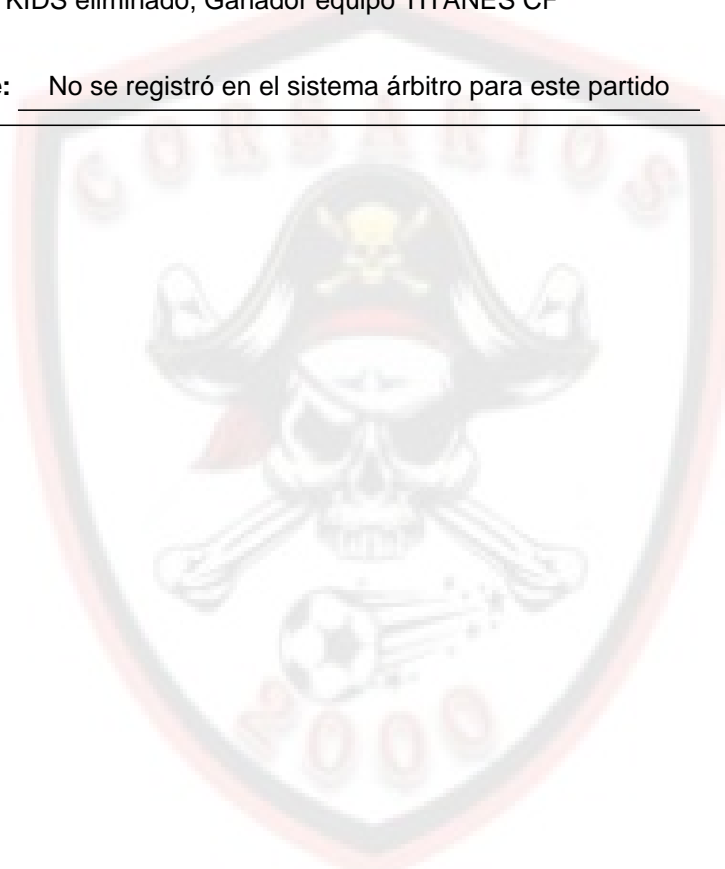 KIDS eliminado, Ganador equipo TITANES CF
: No se registró en el sistema árbitro para este partido
CORSARIOS
2000